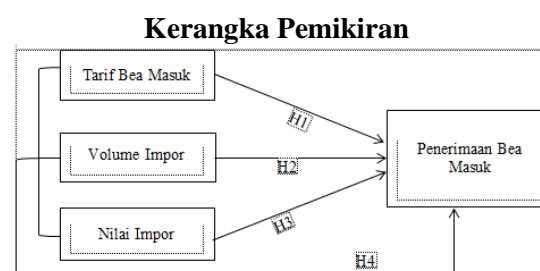 Kerangka Pemikiran
Tarif Bea Masuk
H1
Volume Impor
H2
Penerimaan Bea
Masuk
Nilai Impor
H3
H4